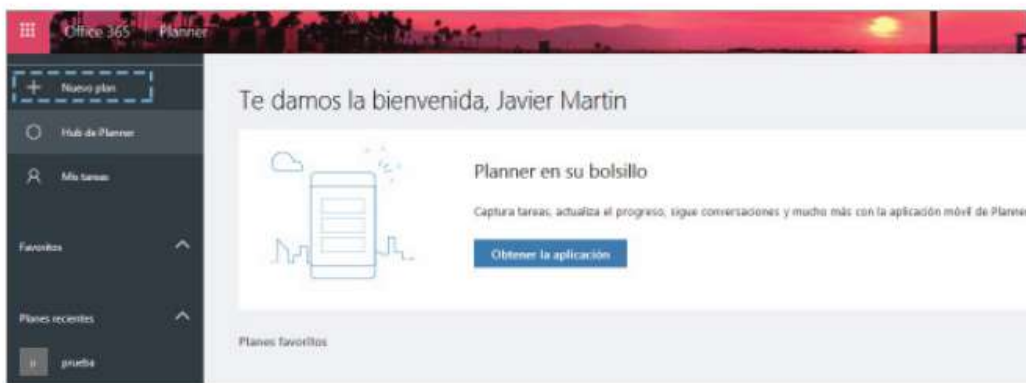 Office 365 Planner
Nuevo plan
Hub de Planner
Mis tareas
Favoritos
Planes recientes
prueba
Te damos la bienvenida, Javier Martin
Planner en su bolsillo
Captura tareas, actualiza el progreso, sigue conversaciones y mucho más con la aplicación móvil de Planne
Obtener la aplicación
Planes favoritos